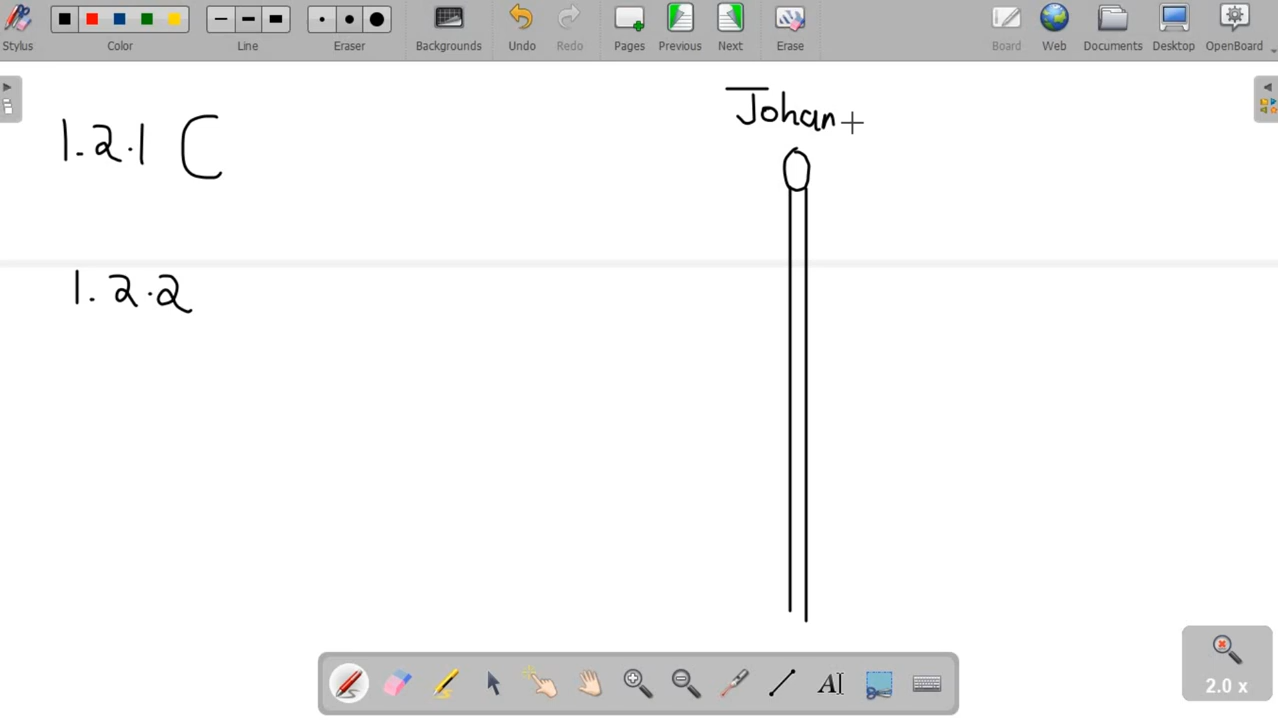 Stylus Color Line Eraser Backgrounds Undo Redo Pages Previous Next Erase Board Web Documents Desktop OpenBoard
Johan
1.2.1 C
1.2.2
AI
2.0 x